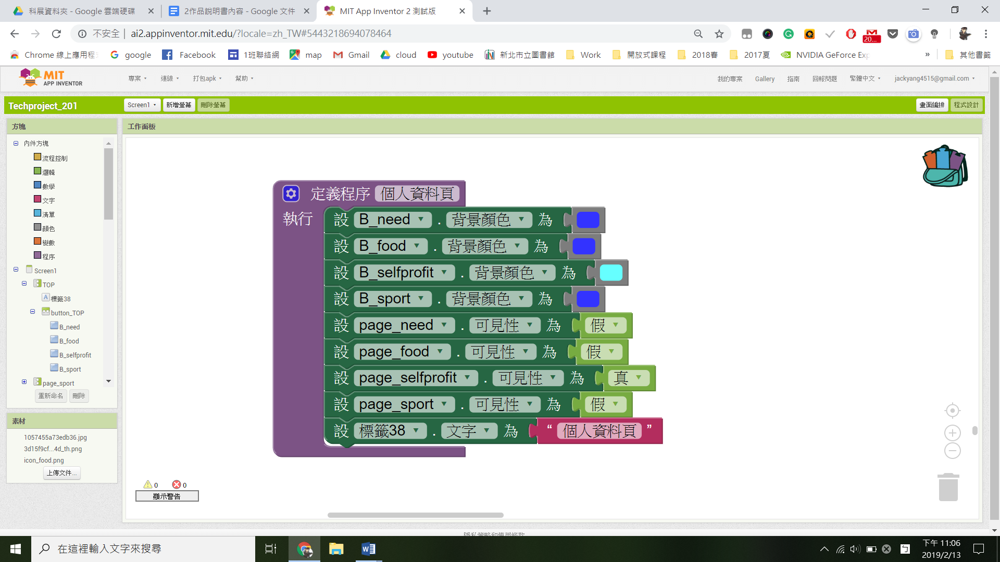 科展資料夾 - Google 雲端硬碟
2作品說明書內容 - Google 文件
MIT App Inventor 2 測試版
不安全 | ai2.appinventor.mit.edu/?locale=zh_TW#5443218694078464
20...
Chrome 線上應用程
google
Facebook
1班聯絡網
map
Gmail
cloud
youtube
新北市立圖書館
Work
開放式課程
2018春
2017夏
NVIDIA GeForce Exp
»
其他書籤
MIT
APP INVENTOR
專案
連線
打包apk
幫助
我的專案
Gallery
指南
回報問題
繁體中文
jackyang4515@gmail.com
Techproject_201
Screen1
新增螢幕
刪除螢幕
畫面編排
程式設計
方塊
內件方塊
流程控制
邏輯
數學
文字
清單
顏色
變數
程序
Screen1
TOP
標籤38
button_TOP
B_need
B_food
B_selfprofit
B_sport
page_sport
重新命名
刪除
素材
1057455a73edb36.jpg
3d15f9cf...4d_th.png
icon_food.png
上傳文件...
工作面板
定義程序 個人資料頁
執行
設 B_need . 背景顏色 為
設 B_food . 背景顏色 為
設 B_selfprofit . 背景顏色 為
設 B_sport . 背景顏色 為
設 page_need . 可見性 為 假
設 page_food . 可見性 為 假
設 page_selfprofit . 可見性 為 真
設 page_sport . 可見性 為 假
設 標籤38 . 文字 為 “ 個人資料頁 ”
0
0
顯示警告
隱私策略和使用條款
在這裡輸入文字來搜尋
下午 11:06
2019/2/13